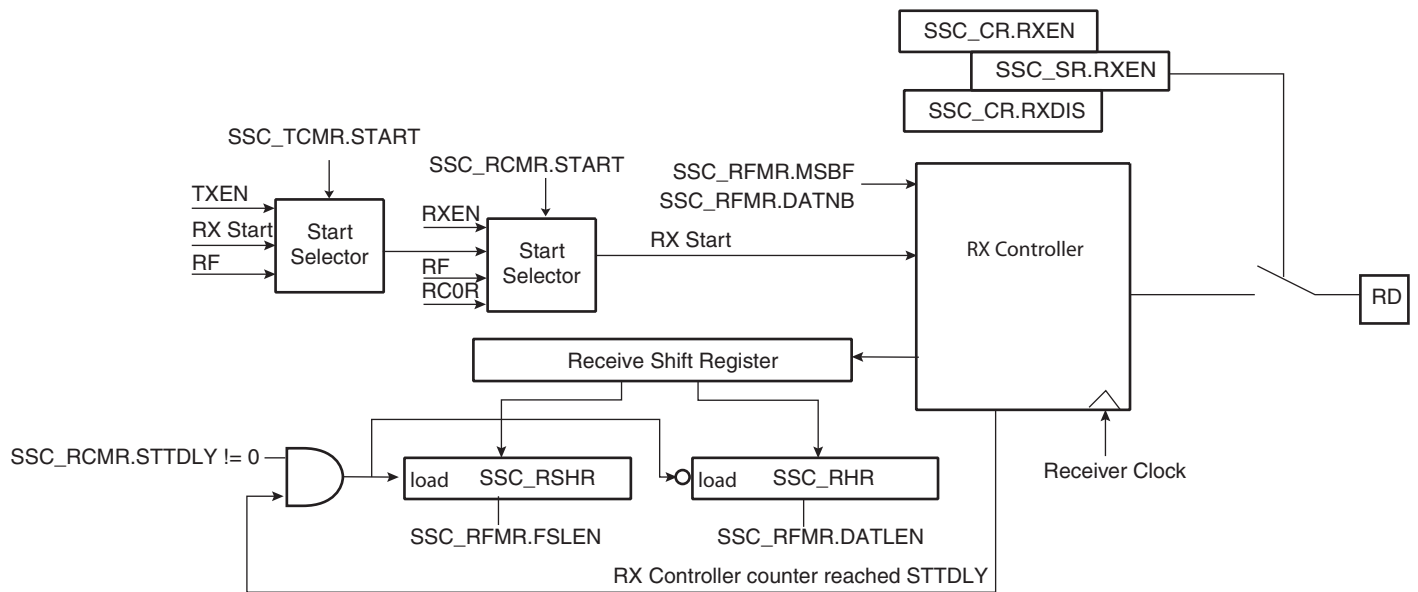 SSC_CR.RXEN
SSC_SR.RXEN
SSC_CR.RXDIS
SSC_TCMR.START
SSC_RCMR.START
SSC_RFMR.MSBF
SSC_RFMR.DATNB
TXEN
RX Start
RF
Start
Selector
RXEN
RF
RC0R
Start
Selector
RX Start
RX Controller
RD
Receive Shift Register
SSC_RCMR.STTDLY != 0
load SSC_RSHR
load SSC_RHR
Receiver Clock
SSC_RFMR.FSLEN
SSC_RFMR.DATLEN
RX Controller counter reached STTDLY